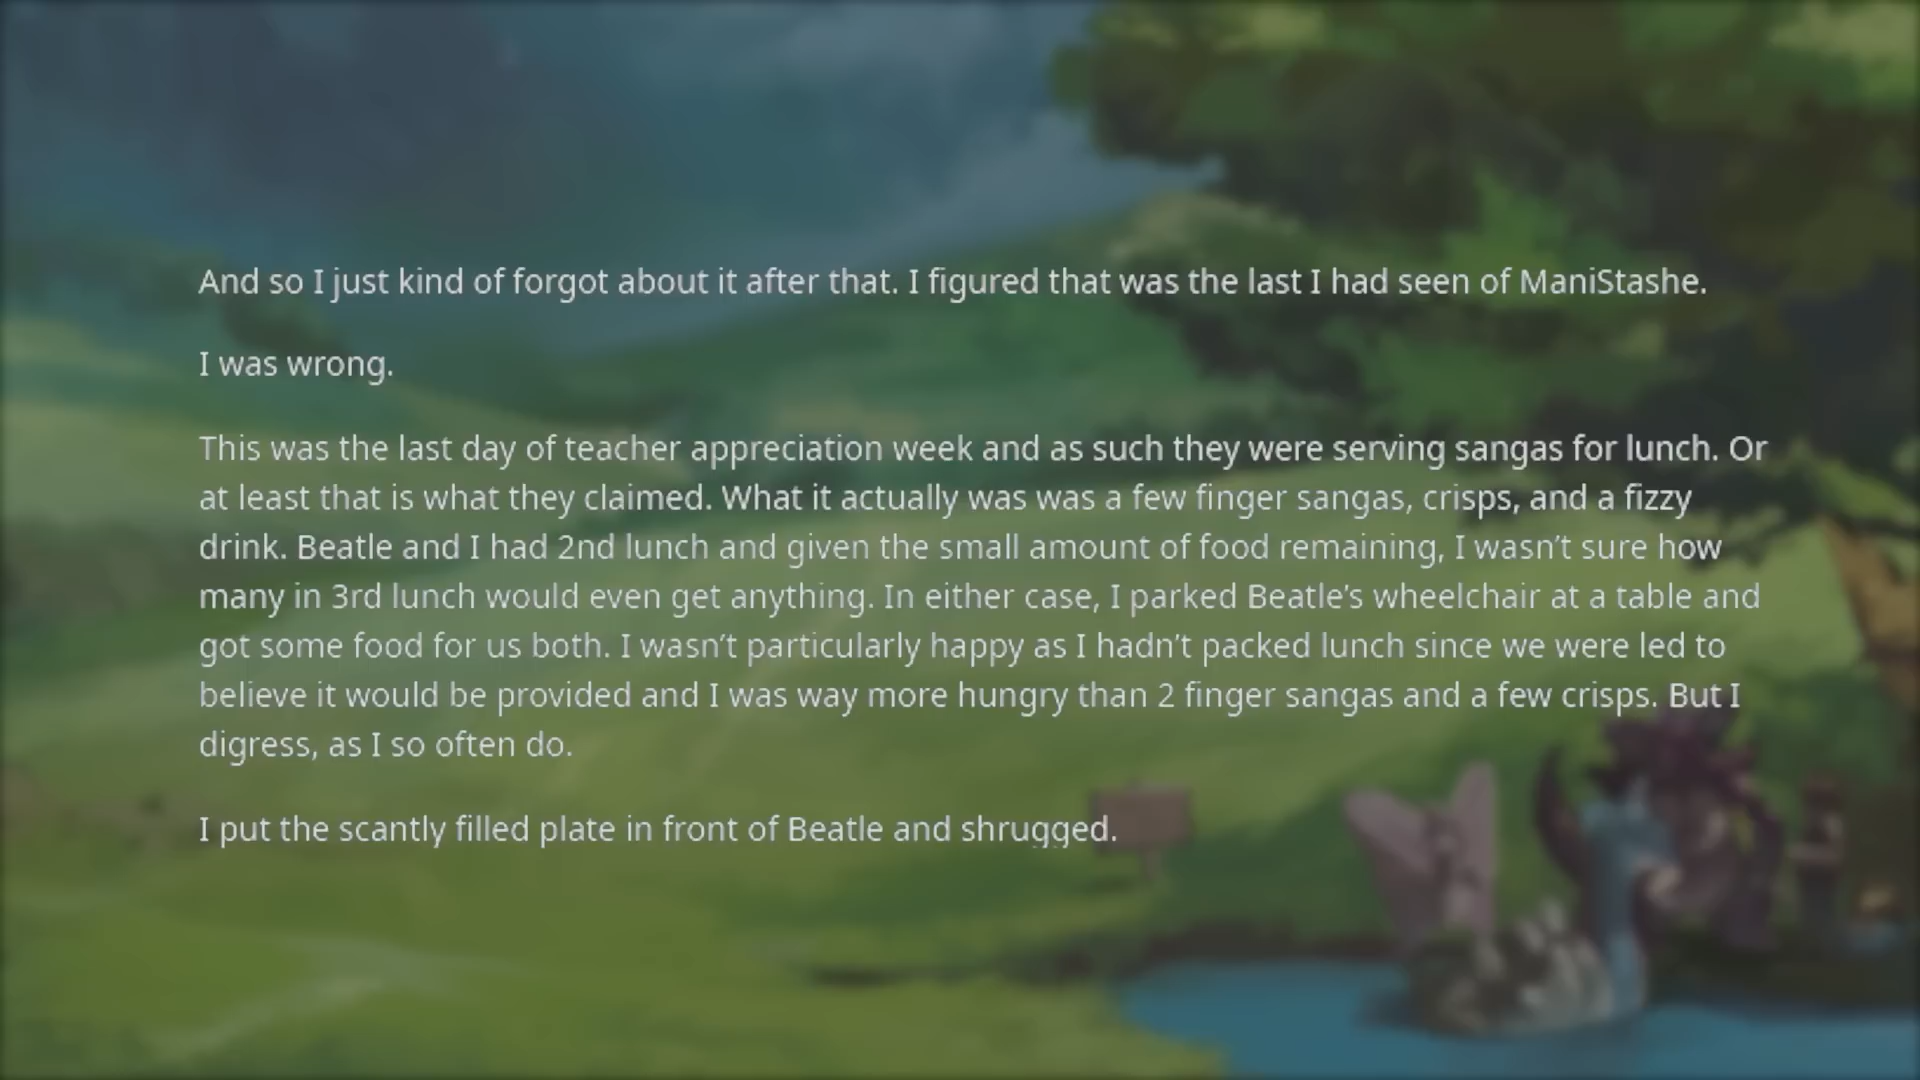 And so I just kind of forgot about it after that. I figured that was the last I had seen of ManiStashe.
I was wrong.
This was the last day of teacher appreciation week and as such they were serving sangas for lunch. Or
at least that is what they claimed. What it actually was was a few finger sangas, crisps, and a fizzy
drink. Beatle and I had 2nd lunch and given the small amount of food remaining, I wasn’t sure how
many in 3rd lunch would even get anything. In either case, I parked Beatle’s wheelchair at a table and
got some food for us both. I wasn’t particularly happy as I hadn’t packed lunch since we were led to
believe it would be provided and I was way more hungry than 2 finger sangas and a few crisps. But I
digress, as I so often do.
I put the scantly filled plate in front of Beatle and shrugged.